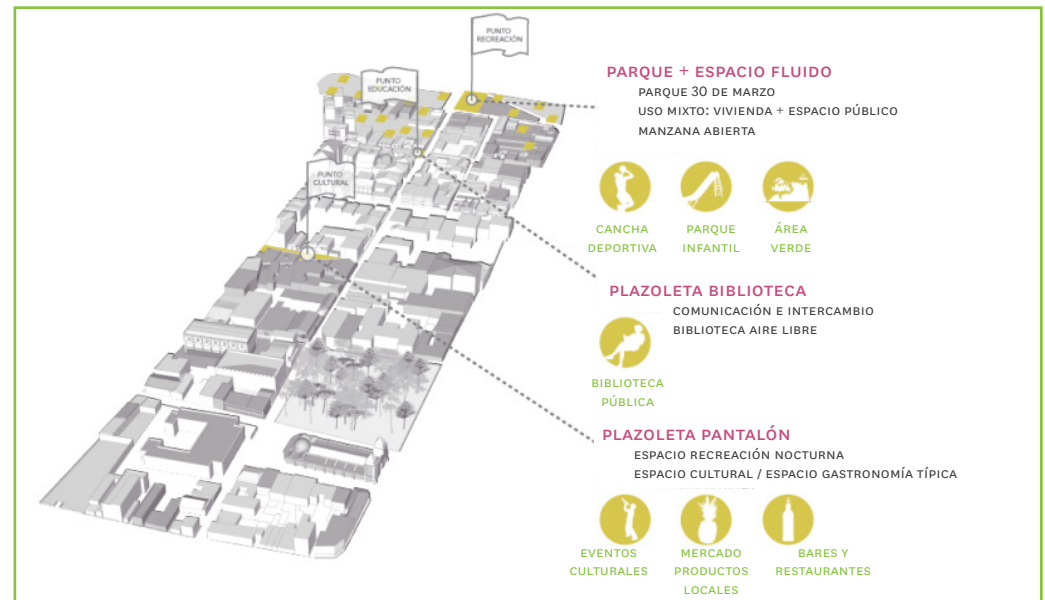 PUNTO
RECREACIÓN
PUNTO
EDUCACIÓN
PUNTO
CULTURAL
PARQUE + ESPACIO FLUIDO
PARQUE 30 DE MARZO
USO MIXTO: VIVIENDA + ESPACIO PÚBLICO
MANZANA ABIERTA
CANCHA
DEPORTIVA
PARQUE
INFANTIL
ÁREA
VERDE
PLAZOLETA BIBLIOTECA
COMUNICACIÓN E INTERCAMBIO
BIBLIOTECA AIRE LIBRE
BIBLIOTECA
PÚBLICA
PLAZOLETA PANTALÓN
ESPACIO RECREACIÓN NOCTURNA
ESPACIO CULTURAL / ESPACIO GASTRONOMÍA TÍPICA
EVENTOS
CULTURALES
MERCADO
PRODUCTOS
LOCALES
BARES Y
RESTAURANTES